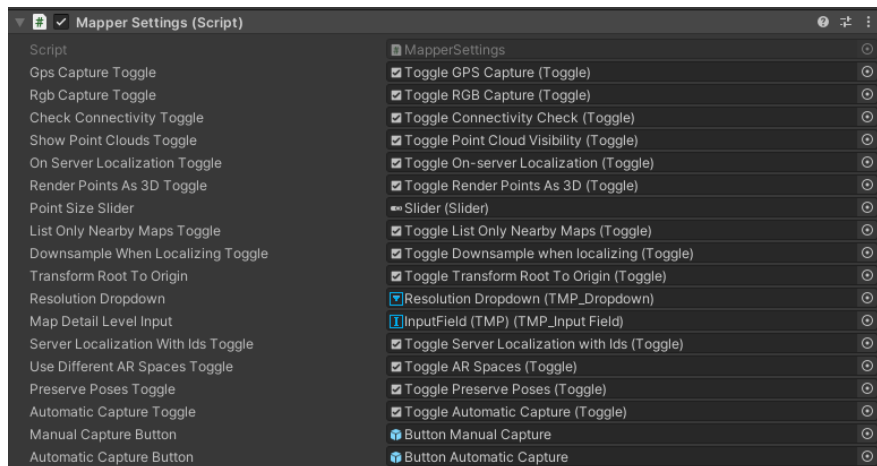 Mapper Settings (Script)
Script MapperSettings
Gps Capture Toggle Toggle GPS Capture (Toggle)
Rgb Capture Toggle Toggle RGB Capture (Toggle)
Check Connectivity Toggle Toggle Connectivity Check (Toggle)
Show Point Clouds Toggle Toggle Point Cloud Visibility (Toggle)
On Server Localization Toggle Toggle On-server Localization (Toggle)
Render Points As 3D Toggle Toggle Render Points As 3D (Toggle)
Point Size Slider Slider (Slider)
List Only Nearby Maps Toggle Toggle List Only Nearby Maps (Toggle)
Downsample When Localizing Toggle Toggle Downsample when localizing (Toggle)
Transform Root To Origin Toggle Transform Root To Origin (Toggle)
Resolution Dropdown Resolution Dropdown (TMP_Dropdown)
Map Detail Level Input InputField (TMP) (TMP_Input Field)
Server Localization With Ids Toggle Toggle Server Localization with Ids (Toggle)
Use Different AR Spaces Toggle Toggle AR Spaces (Toggle)
Preserve Poses Toggle Toggle Preserve Poses (Toggle)
Automatic Capture Toggle Toggle Automatic Capture (Toggle)
Manual Capture Button Button Manual Capture
Automatic Capture Button Button Automatic Capture